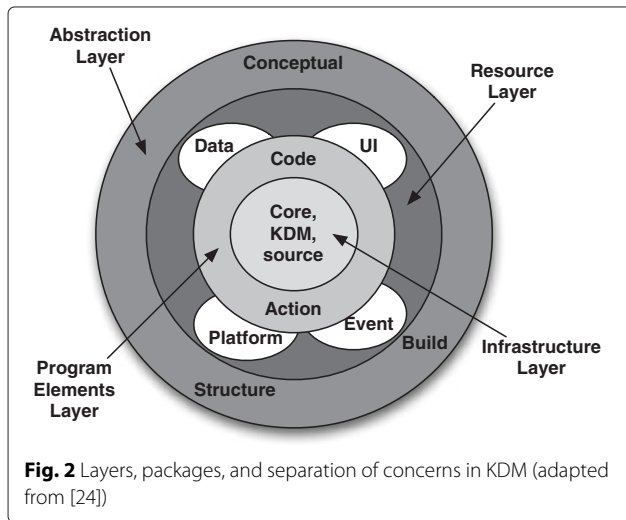 Abstraction
Layer
Conceptual
Resource
Layer
Data
UI
Code
Core,
KDM,
source
Action
Platform
Event
Build
Structure
Program
Elements
Layer
Infrastructure
Layer
Fig. 2 Layers, packages, and separation of concerns in KDM (adapted
from [24])